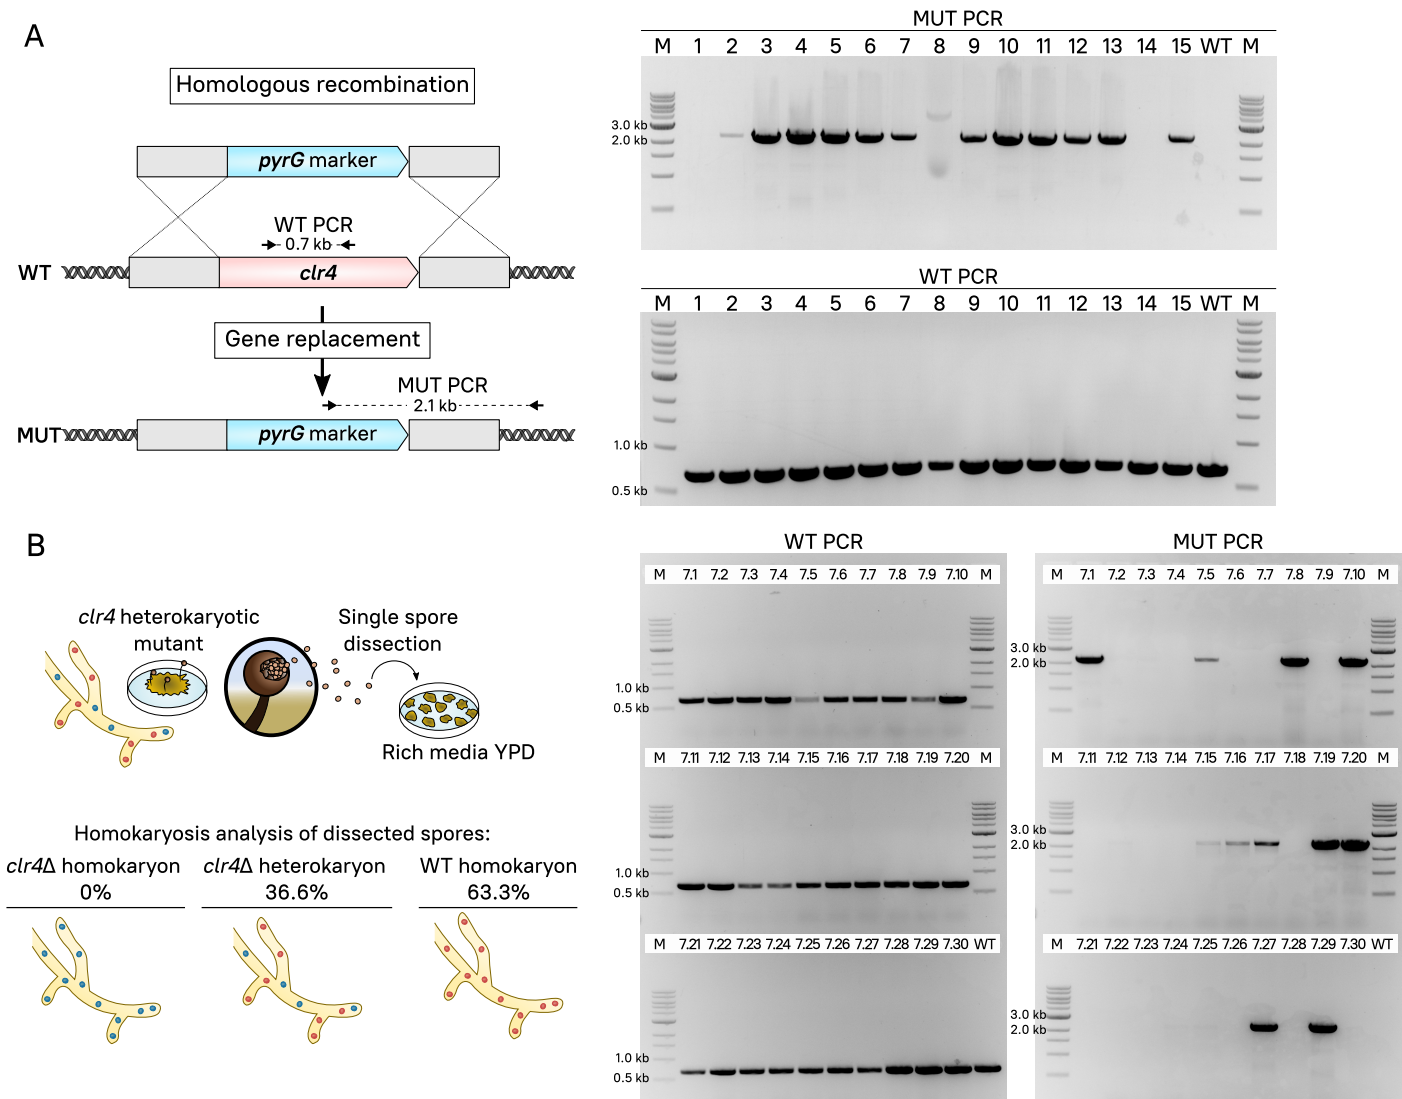 A
Homologous recombination
pyrG marker
WT PCR
0.7 kb
WT
clr4
Gene replacement
MUT PCR
2.1 kb
MUT
pyrG marker
MUT PCR
M 1 2 3 4 5 6 7 8 9 10 11 12 13 14 15 WT M
3.0 kb
2.0 kb
WT PCR
M 1 2 3 4 5 6 7 8 9 10 11 12 13 14 15 WT M
1.0 kb
0.5 kb
B
clr4 heterokaryotic
mutant
Single spore
dissection
Rich media YPD
Homokaryosis analysis of dissected spores:
clr4Δ homokaryon
0%
clr4Δ heterokaryon
36.6%
WT homokaryon
63.3%
WT PCR
M 7.1 7.2 7.3 7.4 7.5 7.6 7.7 7.8 7.9 7.10 M
1.0 kb
0.5 kb
M 7.11 7.12 7.13 7.14 7.15 7.16 7.17 7.18 7.19 7.20 M
1.0 kb
0.5 kb
M 7.21 7.22 7.23 7.24 7.25 7.26 7.27 7.28 7.29 7.30 WT
1.0 kb
0.5 kb
MUT PCR
M 7.1 7.2 7.3 7.4 7.5 7.6 7.7 7.8 7.9 7.10 M
3.0 kb
2.0 kb
M 7.11 7.12 7.13 7.14 7.15 7.16 7.17 7.18 7.19 7.20 M
3.0 kb
2.0 kb
M 7.21 7.22 7.23 7.24 7.25 7.26 7.27 7.28 7.29 7.30 WT
3.0 kb
2.0 kb